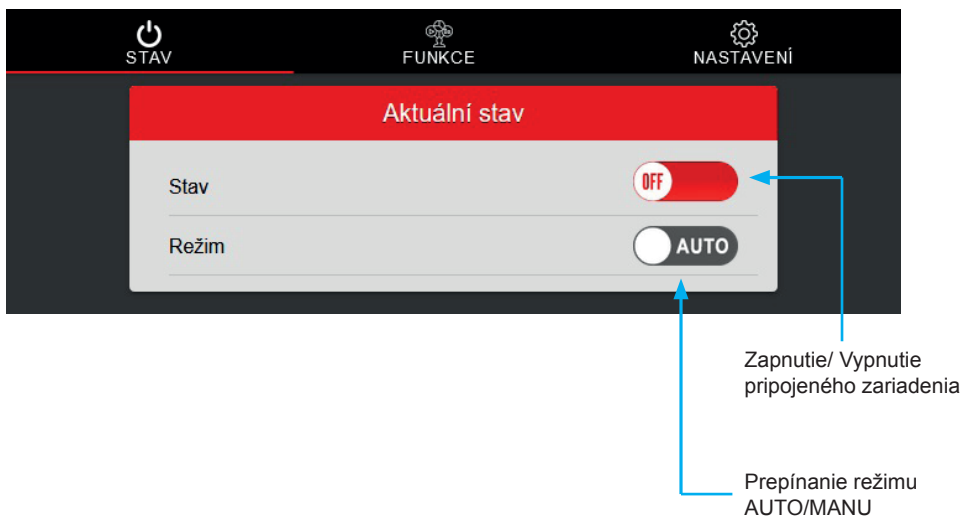 STAV
FUNKCE
NASTAVENÍ
Aktuální stav
Stav
OFF
Režim
AUTO
Zapnutie/ Vypnutie
pripojeného zariadenia
Prepínanie režimu
AUTO/MANU